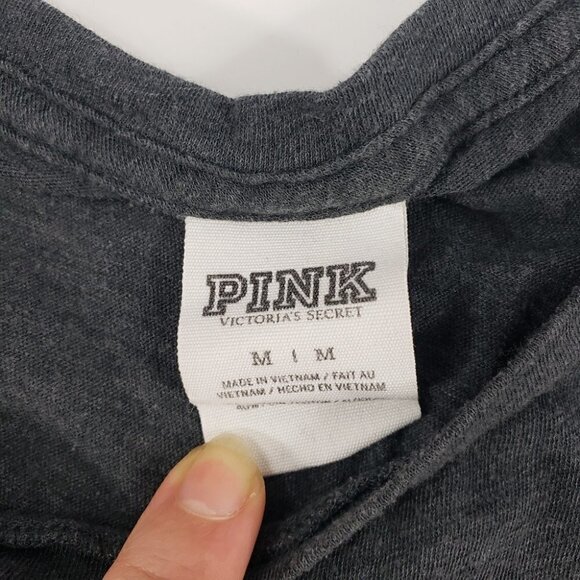 PINK
VICTORIA'S SECRET
M | M
MADE IN VIETNAM / FAIT AU
VIETNAM / HECHO EN VIETNAM